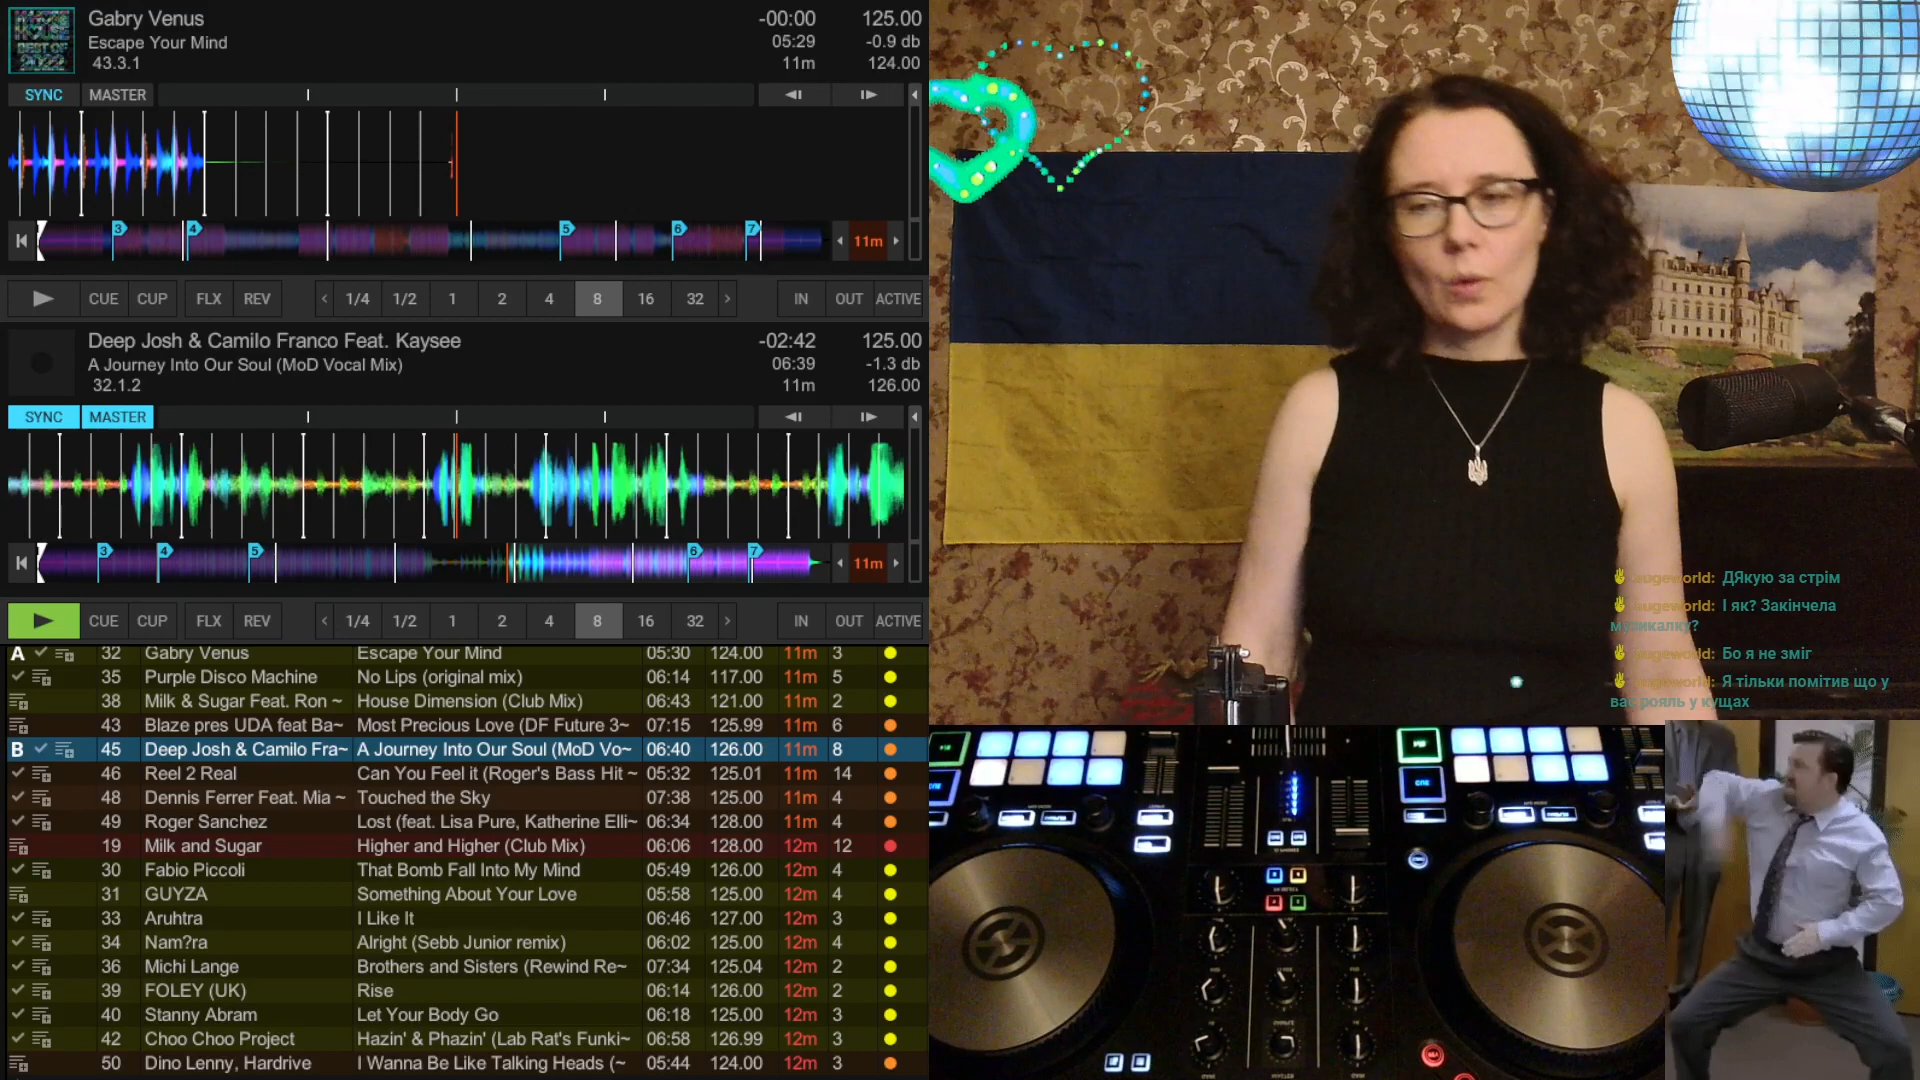 HOUSE
BEST OF
2022
Gabry Venus
-00:00
125.00
Escape Your Mind
05:29
-0.9 db
43.3.1
11m
124.00
SYNC
MASTER
3
4
5
6
7
11m
CUE
CUP
FLX
REV
1/4
1/2
1
2
4
8
16
32
IN
OUT
ACTIVE
Deep Josh & Camilo Franco Feat. Kaysee
-02:42
125.00
A Journey Into Our Soul (MoD Vocal Mix)
06:39
-1.3 db
32.1.2
11m
126.00
SYNC
MASTER
3
4
5
6
7
11m
CUE
CUP
FLX
REV
1/4
1/2
1
2
4
8
16
32
IN
OUT
ACTIVE
A 32 Gabry Venus Escape Your Mind 05:30 124.00 11m 3
35 Purple Disco Machine No Lips (original mix) 06:14 117.00 11m 5
38 Milk & Sugar Feat. Ron ~ House Dimension (Club Mix) 06:43 121.00 11m 2
43 Blaze pres UDA feat Ba~ Most Precious Love (DF Future 3~ 07:15 125.99 11m 6
B 45 Deep Josh & Camilo Fra~ A Journey Into Our Soul (MoD Vo~ 06:40 126.00 11m 8
46 Reel 2 Real Can You Feel it (Roger's Bass Hit ~ 05:32 125.01 11m 14
48 Dennis Ferrer Feat. Mia ~ Touched the Sky 07:38 125.00 11m 4
49 Roger Sanchez Lost (feat. Lisa Pure, Katherine Elli~ 06:34 128.00 11m 4
19 Milk and Sugar Higher and Higher (Club Mix) 06:06 128.00 12m 12
30 Fabio Piccoli That Bomb Fall Into My Mind 05:49 126.00 12m 4
31 GUYZA Something About Your Love 05:58 125.00 12m 4
33 Aruhtra I Like It 06:46 127.00 12m 3
34 Nam?ra Alright (Sebb Junior remix) 06:02 125.00 12m 4
36 Michi Lange Brothers and Sisters (Rewind Re~ 07:34 125.04 12m 2
39 FOLEY (UK) Rise 06:14 126.00 12m 2
40 Stanny Abram Let Your Body Go 06:18 125.00 12m 3
42 Choo Choo Project Hazin' & Phazin' (Lab Rat's Funki~ 06:58 126.99 12m 3
50 Dino Lenny, Hardrive I Wanna Be Like Talking Heads (~ 05:44 124.00 12m 3
augeworld: ДЯкую за стрім
augeworld: І як? Закінчела
музикалку?
augeworld: Бо я не зміг
augeworld: Я тільки помітив що у
вас рояль у кущах